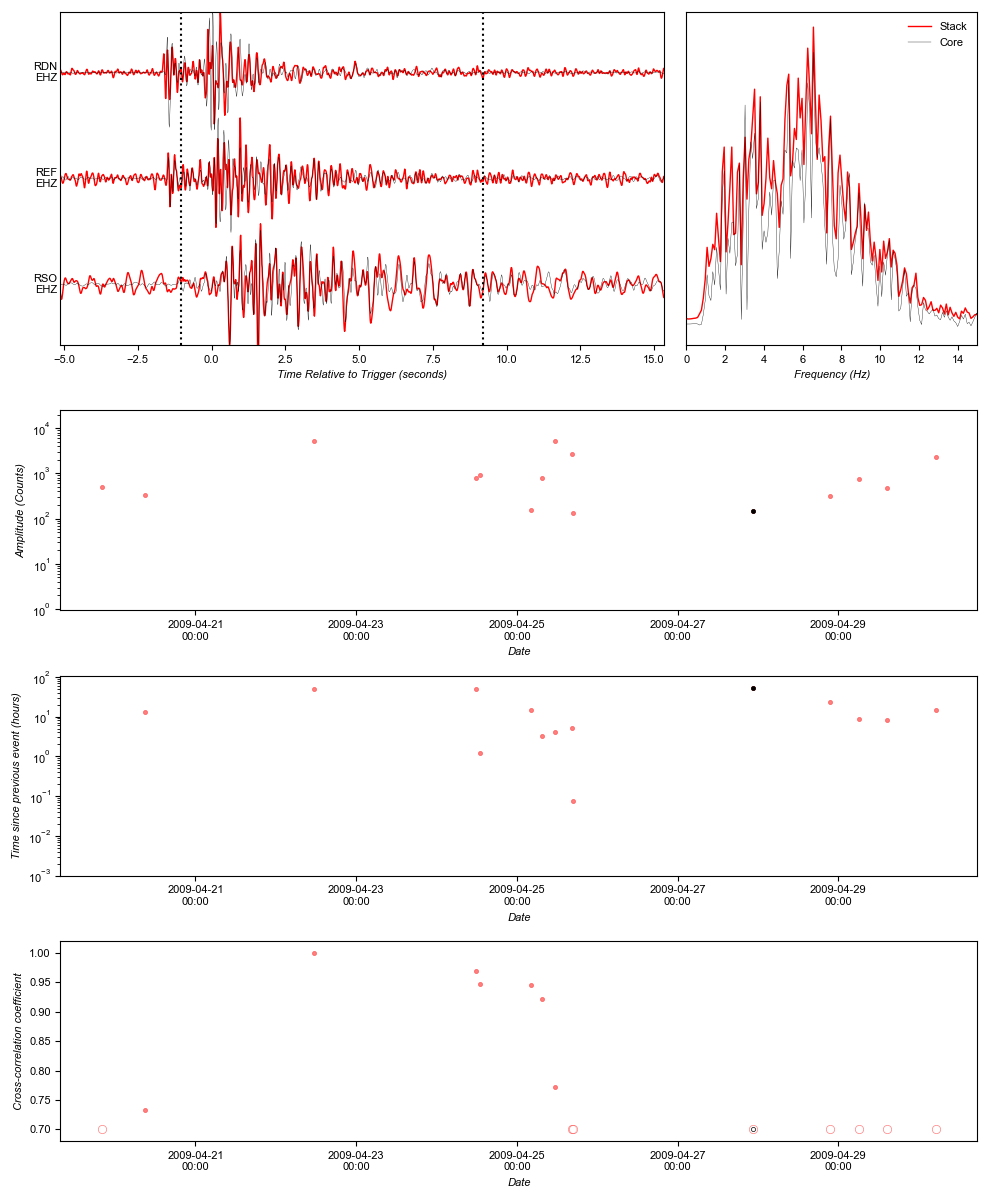 RDN
EHZ
REF
EHZ
RSO
EHZ
−5.0 −2.5 0.0 2.5 5.0 7.5 10.0 12.5 15.0
Time Relative to Trigger (seconds)
Stack
Core
0 2 4 6 8 10 12 14
Frequency (Hz)
Amplitude (Counts)
10⁴
10³
10²
10¹
10⁰
2009-04-21
00:00
2009-04-23
00:00
2009-04-25
00:00
2009-04-27
00:00
2009-04-29
00:00
Date
Time since previous event (hours)
10²
10¹
10⁰
10⁻¹
10⁻²
10⁻³
2009-04-21
00:00
2009-04-23
00:00
2009-04-25
00:00
2009-04-27
00:00
2009-04-29
00:00
Date
Cross-correlation coefficient
1.00
0.95
0.90
0.85
0.80
0.75
0.70
2009-04-21
00:00
2009-04-23
00:00
2009-04-25
00:00
2009-04-27
00:00
2009-04-29
00:00
Date